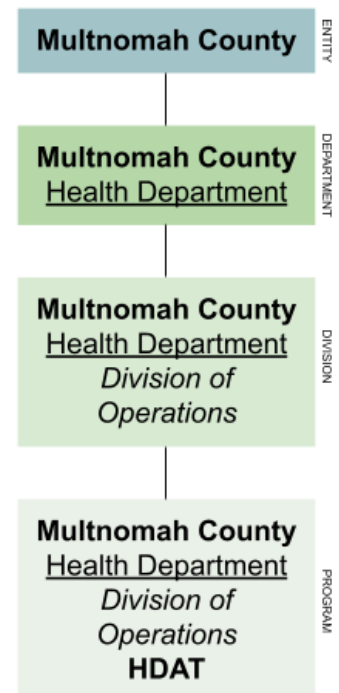 Multnomah County
ENTITY
Multnomah County
Health Department
DEPARTMENT
Multnomah County
Health Department
Division of
Operations
DIVISION
Multnomah County
Health Department
Division of
Operations
HDAT
PROGRAM